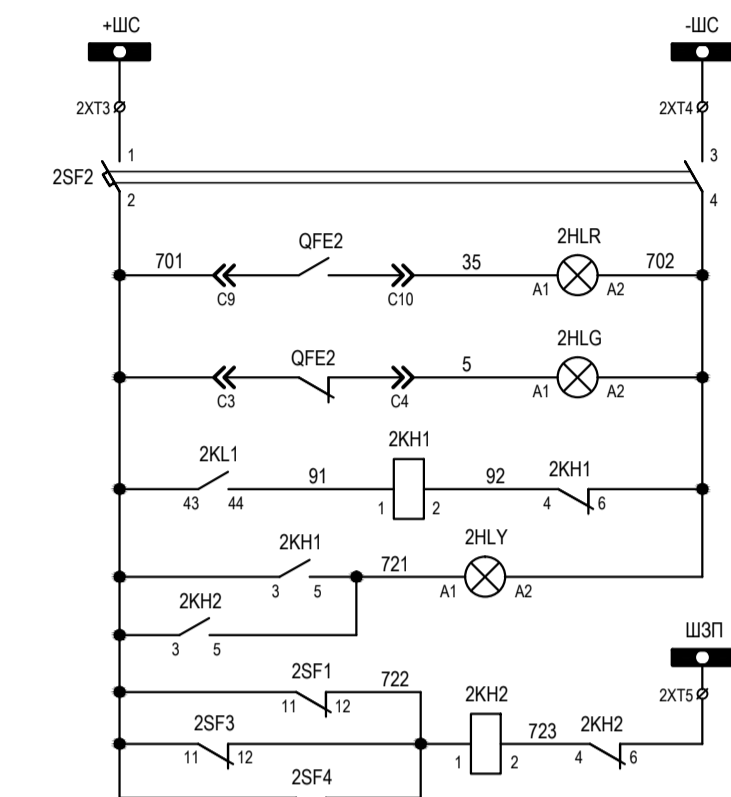 +ШС -ШС
2XT3 2XT4
1 3
2SF2
2 4
QFE2 2HLR
701 35 702
C9 C10 A1 A2
QFE2 2HLG
5
C3 C4 A1 A2
2KL1 2KH1 2KH1
91 92
43 44 1 2 4 6
2KH1 721 2HLY
3 5 A1 A2
2KH2
3 5
ШЗП
2SF1 722 2KH2 2XT5
11 12
2SF3 723 2KH2
11 12 1 2 4 6
2SF4